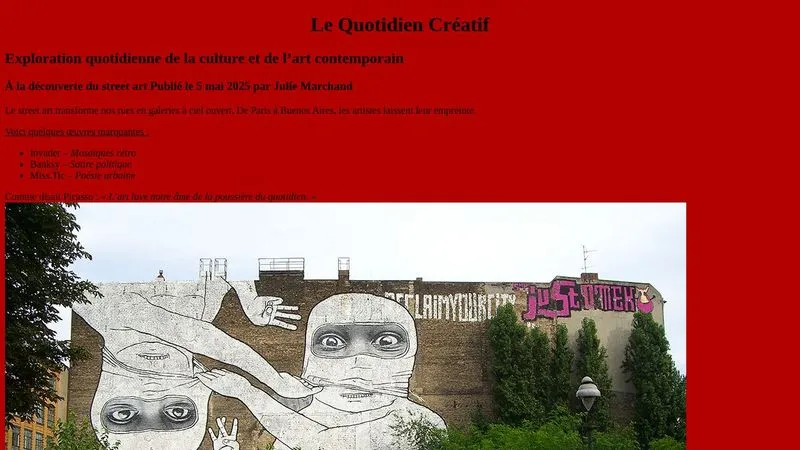 Le Quotidien Créatif
Exploration quotidienne de la culture et de l'art contemporain
À la découverte du street art Publié le 5 mai 2025 par Julie Marchand
Le street art transforme nos rues en galeries à ciel ouvert. De Paris à Buenos Aires, les artistes laissent leur empreinte.
Voici quelques œuvres marquantes :
Invader – Mosaïques rétro
Banksy – Satire politique
Miss.Tic – Poésie urbaine
Comme disait Picasso : « L'art lave notre âme de la poussière du quotidien. »
RECLAIMYOURCITY
JUST